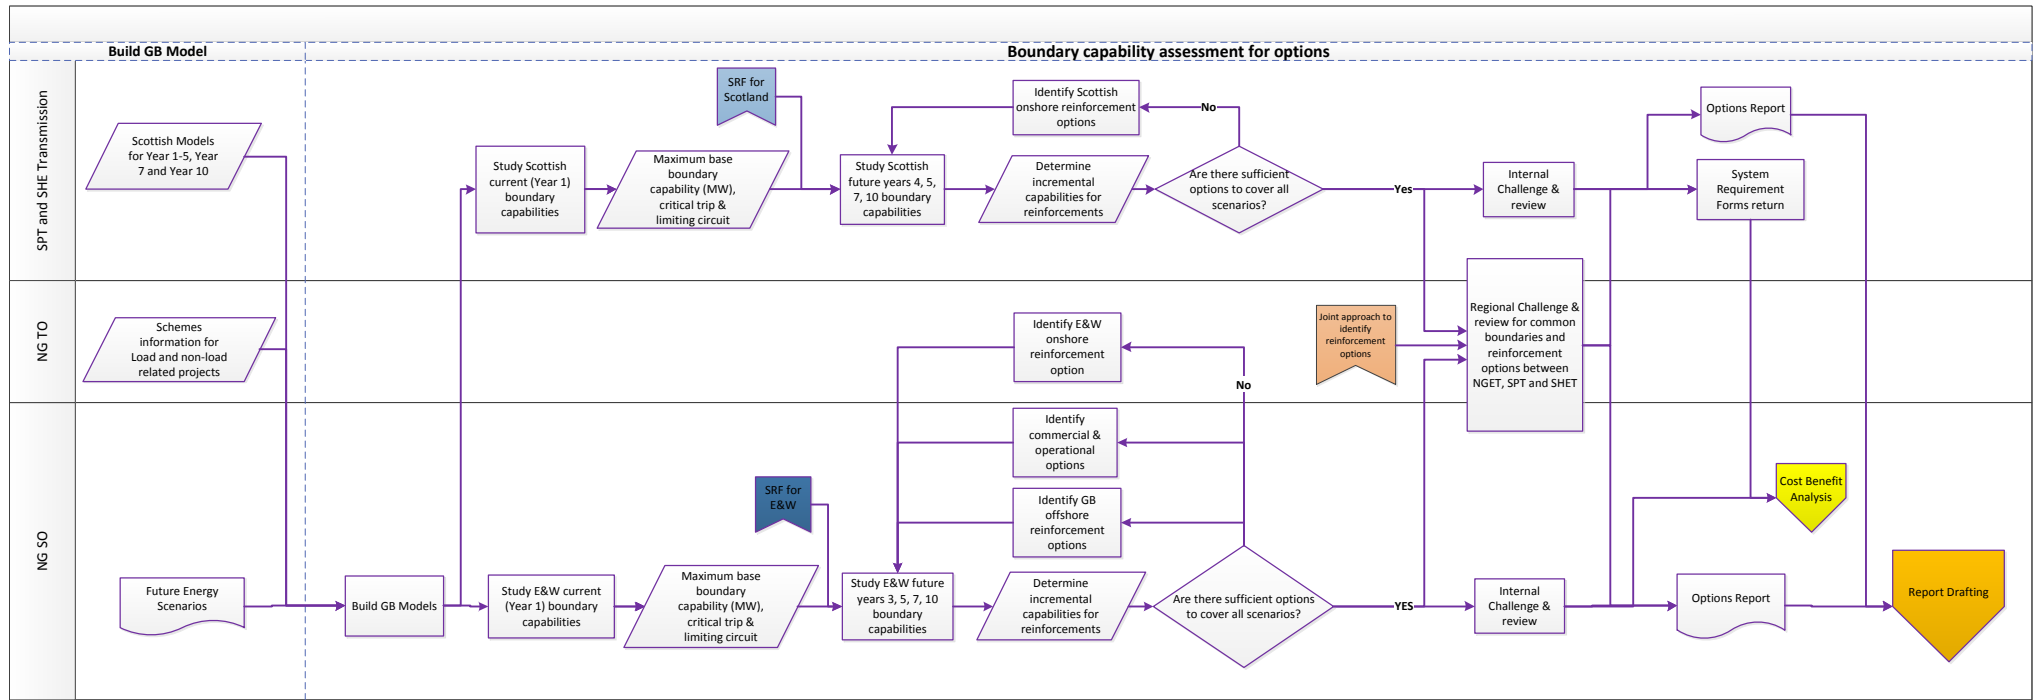 Build GB Model
Boundary capability assessment for options
SPT and SHE Transmission
Scottish Models
for Year 1-5, Year
7 and Year 10
Study Scottish
current (Year 1)
boundary
capabilities
Maximum base
boundary
capability (MW),
critical trip &
limiting circuit
SRF for
Scotland
Study Scottish
future years 4, 5,
7, 10 boundary
capabilities
Identify Scottish
onshore reinforcement
options
Determine
incremental
capabilities for
reinforcements
No
Are there sufficient
options to cover all
scenarios?
Yes
Internal
Challenge &
review
Options Report
System
Requirement
Forms return
NG TO
Schemes
information for
Load and non-load
related projects
Identify E&W
onshore
reinforcement
option
No
Joint approach to
identify
reinforcement
options
Regional Challenge &
review for common
boundaries and
reinforcement
options between
NGET, SPT and SHET
NG SO
Future Energy
Scenarios
Build GB Models
Study E&W current
(Year 1) boundary
capabilities
Maximum base
boundary
capability (MW),
critical trip &
limiting circuit
SRF for
E&W
Study E&W future
years 3, 5, 7, 10
boundary
capabilities
Identify
commercial &
operational
options
Identify GB
offshore
reinforcement
options
Determine
incremental
capabilities for
reinforcements
Are there sufficient options
to cover all scenarios?
YES
Internal
Challenge &
review
Options Report
Cost Benefit
Analysis
Report Drafting